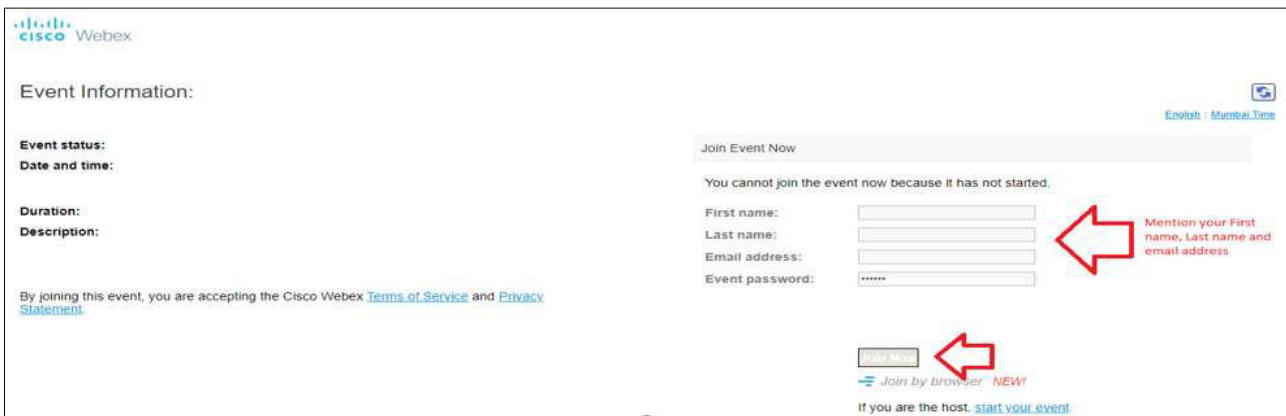 cisco Webex
Event Information:
English : Mumbai Time
Event status:
Date and time:
Duration:
Description:
By joining this event, you are accepting the Cisco Webex Terms of Service and Privacy
Statement.
Join Event Now
You cannot join the event now because it has not started.
First name:
Last name:
Email address:
Event password:
••••••
Mention your First
name, Last name and
email address
Join Now
Join by browser NEW!
If you are the host, start your event.